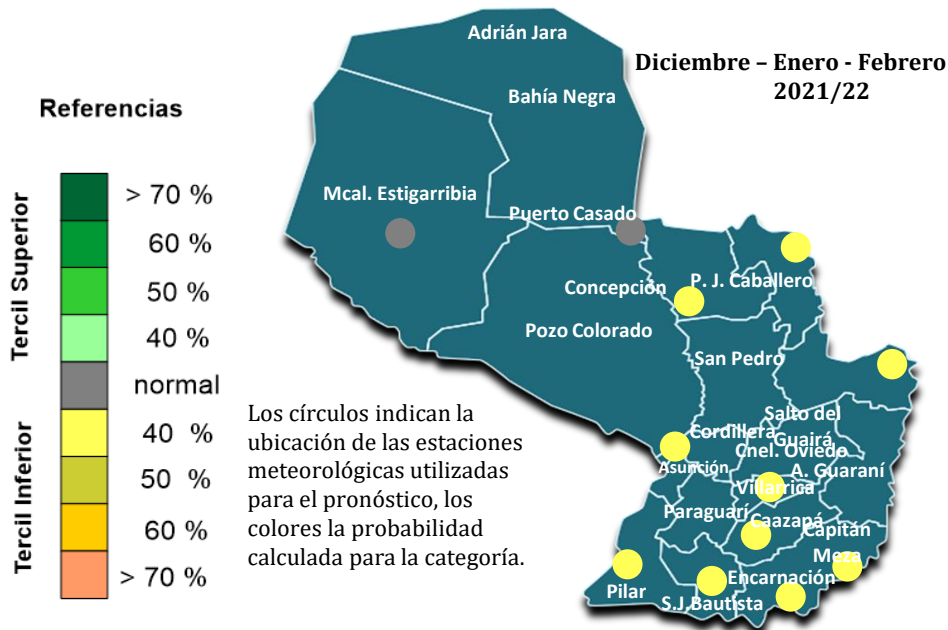 Adrián Jara
Diciembre – Enero - Febrero
2021/22
Bahía Negra
Referencias
Tercil Superior
> 70 %
60 %
50 %
40 %
normal
Tercil Inferior
40 %
50 %
60 %
> 70 %
Mcal. Estigarribia
Puerto Casado
Concepción
P. J. Caballero
Pozo Colorado
San Pedro
Los círculos indican la
ubicación de las estaciones
meteorológicas utilizadas
para el pronóstico, los
colores la probabilidad
calculada para la categoría.
Salto del
Guairá
Cordillera
Cnel. Oviedo
Asunción
A. Guaraní
Villarrica
Paraguarí
Caazapá
Capitán
Meza
Encarnación
Pilar
S.J.Bautista